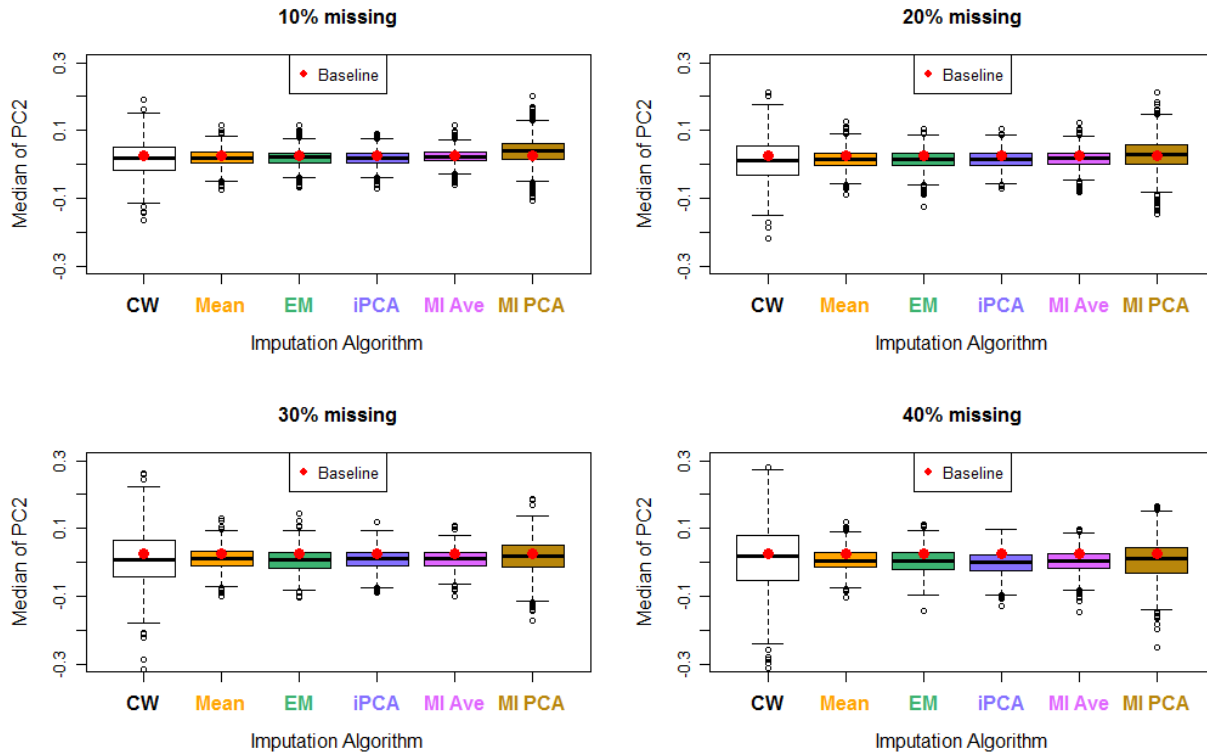 10% missing
Median of PC2
0.3
0.1
-0.1
-0.3
Baseline
CW Mean EM iPCA MI Ave MI PCA
Imputation Algorithm
20% missing
Median of PC2
0.3
0.1
-0.1
-0.3
Baseline
CW Mean EM iPCA MI Ave MI PCA
Imputation Algorithm
30% missing
Median of PC2
0.3
0.1
-0.1
-0.3
Baseline
CW Mean EM iPCA MI Ave MI PCA
Imputation Algorithm
40% missing
Median of PC2
0.3
0.1
-0.1
-0.3
Baseline
CW Mean EM iPCA MI Ave MI PCA
Imputation Algorithm